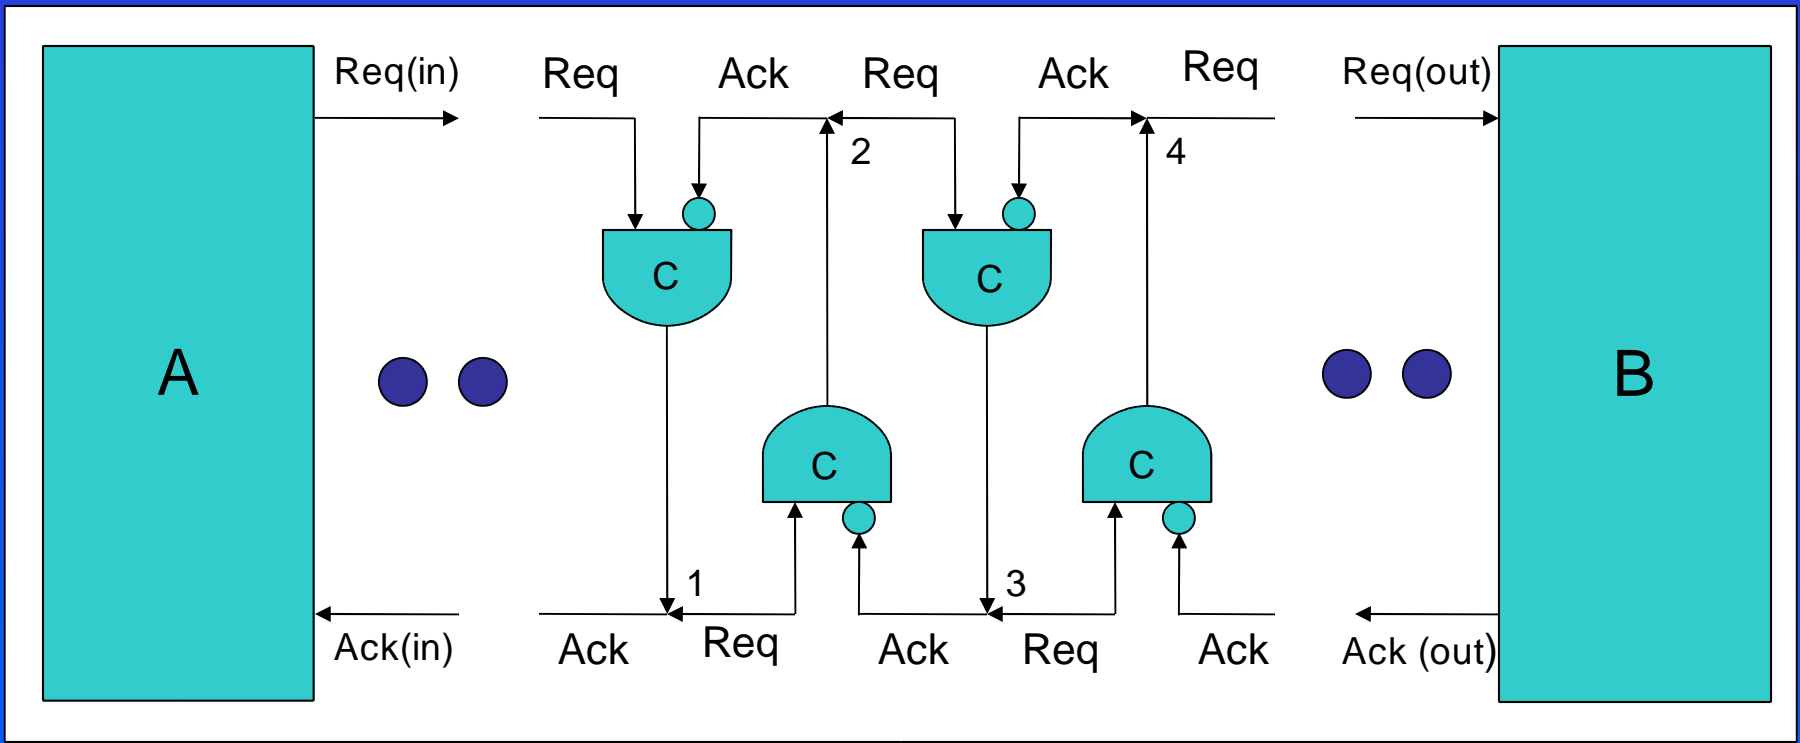 Req(in)
Req
Ack
Req
Ack
Req
Req(out)
2
4
C
C
A
B
C
C
1
3
Ack(in)
Ack
Req
Ack
Req
Ack
Ack (out)